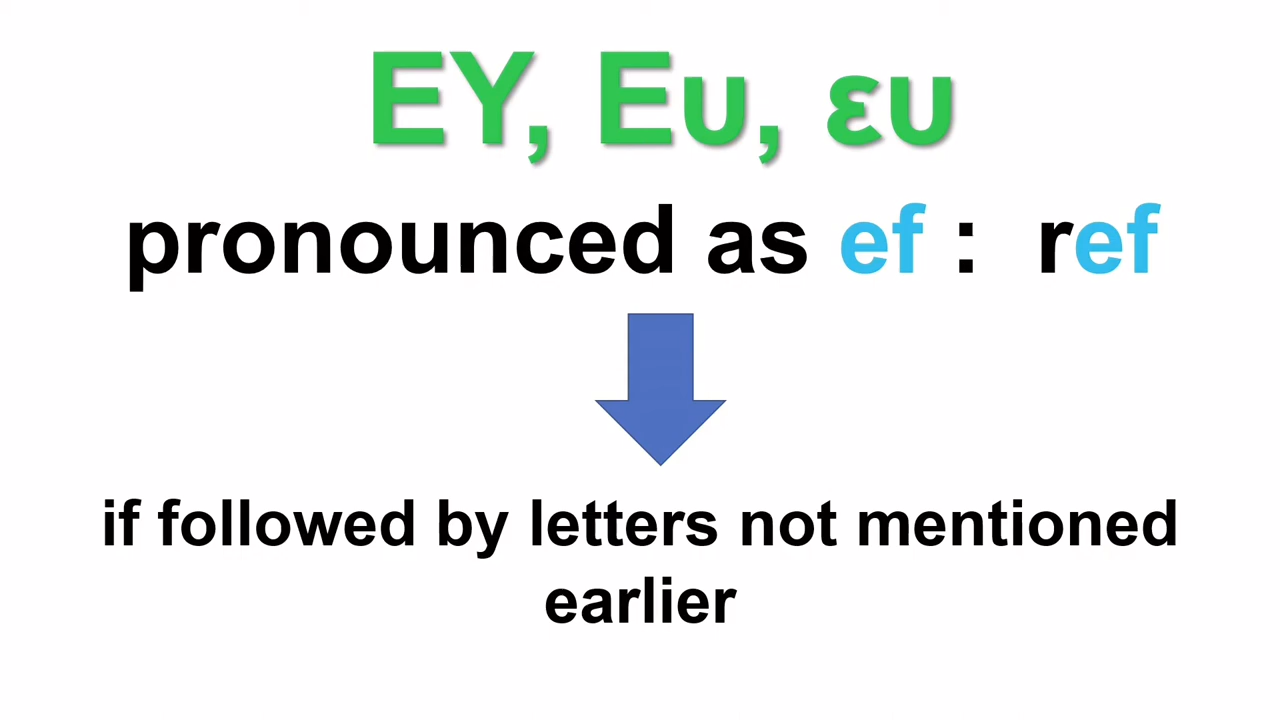 ΕΥ, Ευ, ευ
pronounced as ef : ref
if followed by letters not mentioned
earlier